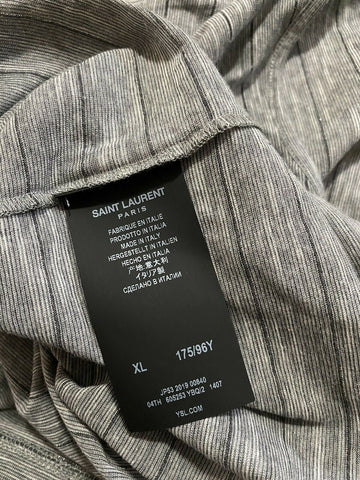 SAINT LAURENT
PARIS
FABRIQUE EN ITALIE
PRODOTTO IN ITALIA
MADE IN ITALY
HERGESTELLT IN ITALIEN
HECHO EN ITALIA
产地:意大利
イタリア製
СДЕЛАНО В ИТАЛИИ
XL 175/96Y
JP53 2019 00840
04TH 605253 YBQI2 1407
YSL.COM